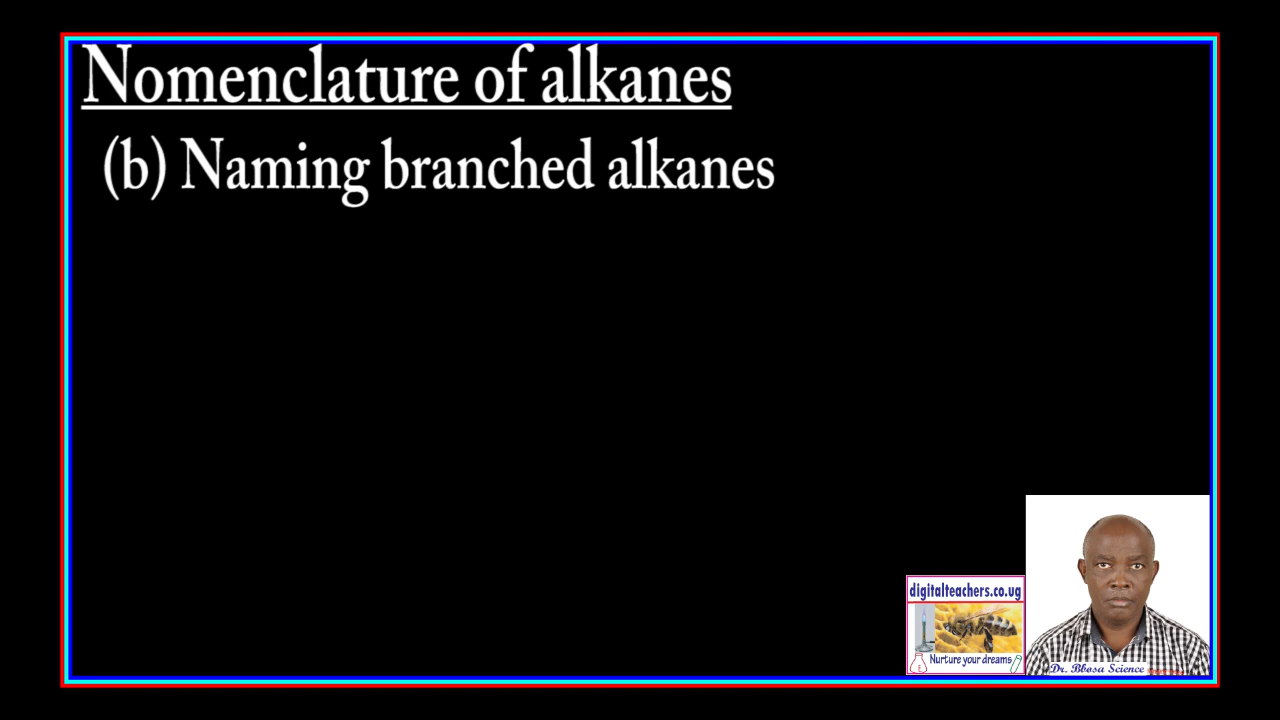 Nomenclature of alkanes
(b) Naming branched alkanes
digitalteachers.co.ug
Nurture your dreams
Dr. Bbosa Science